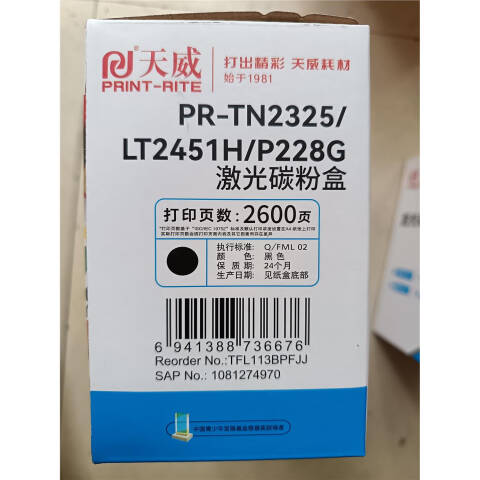 天威
PRINT-RITE
打出精彩 天威耗材
始于1981
PR-TN2325/
LT2451H/P228G
激光碳粉盒
打印页数:2600页
执行标准: Q/FML 02
颜 色: 黑色
保 质 期: 24个月
生产日期: 见纸盒底部
6 941388 736676
Reorder No.:TFL113BPFJJ
SAP No.: 1081274970